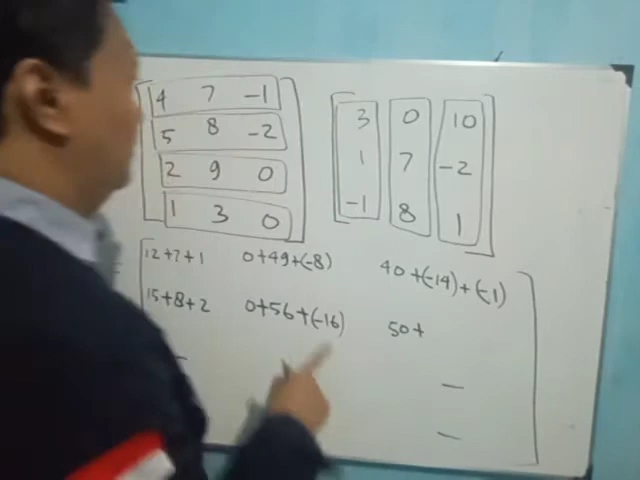 4 7 -1
5 8 -2
2 9 0
1 3 0
3 0 10
1 7 -2
-1 8 1
= 12+7+1 0+49+(-8) 40+(-14)+(-1)
15+8+2 0+56+(-16) 50+